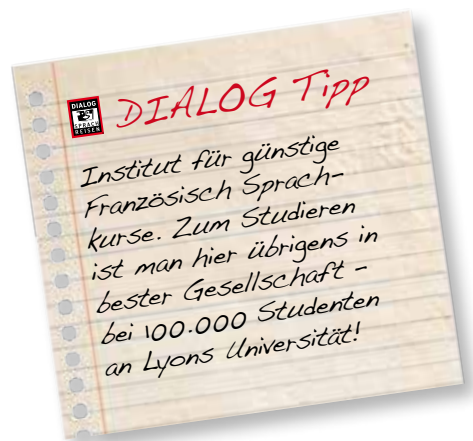 DIALOG
SPRACH
REISEN
DIALOG Tipp
Institut für günstige
Französisch Sprach-
kurse. Zum Studieren
ist man hier übrigens in
bester Gesellschaft -
bei 100.000 Studenten
an Lyons Universität!